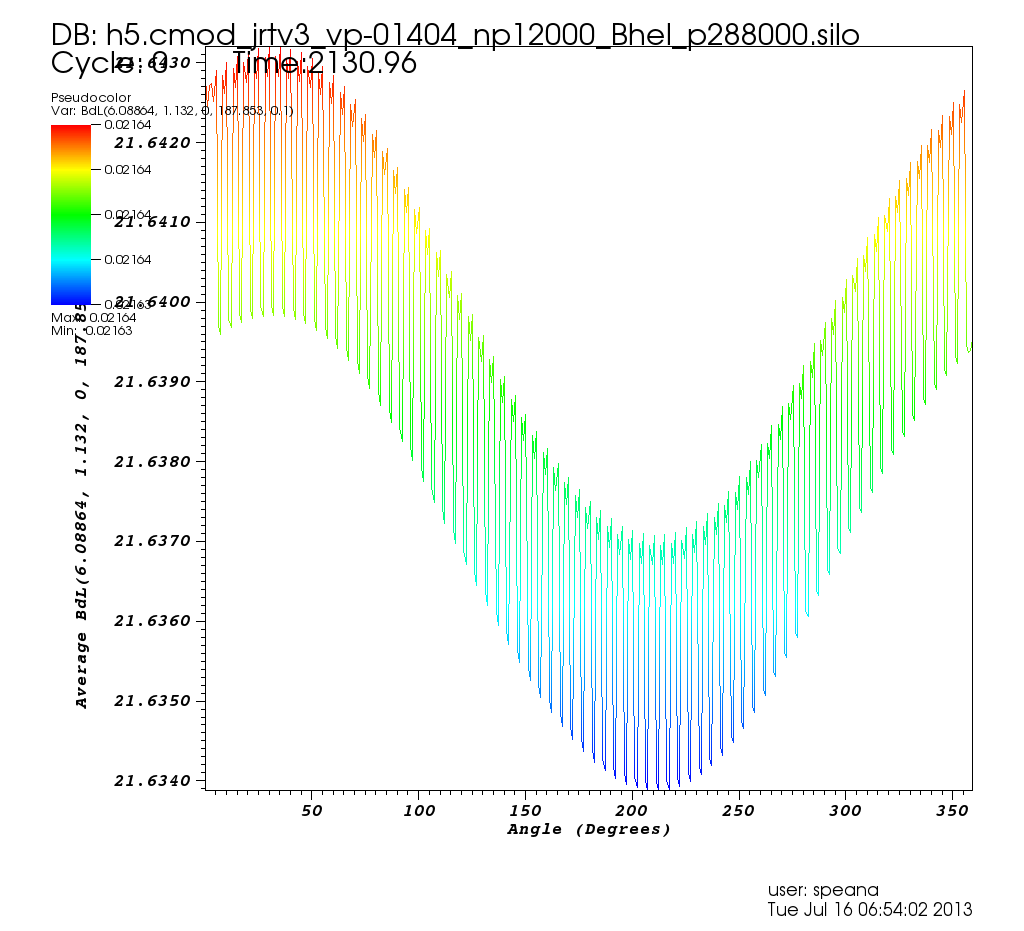 DB: h5.cmod_jrtv3_vp-01404_np12000_Bhel_p288000.silo
Cycle: 0 Time:2130.96
Pseudocolor
Var: BdL(6.08864, 1.132, 0, 187.853, 0.1)
0.02164
0.02164
0.02164
0.02164
0.02163
Max: 0.02164
Min: 0.02163
21.6430
21.6420
21.6410
21.6400
21.6390
21.6380
21.6370
21.6360
21.6350
21.6340
Average BdL(6.08864, 1.132, 0, 187.85
50 100 150 200 250 300 350
Angle (Degrees)
user: speana
Tue Jul 16 06:54:02 2013